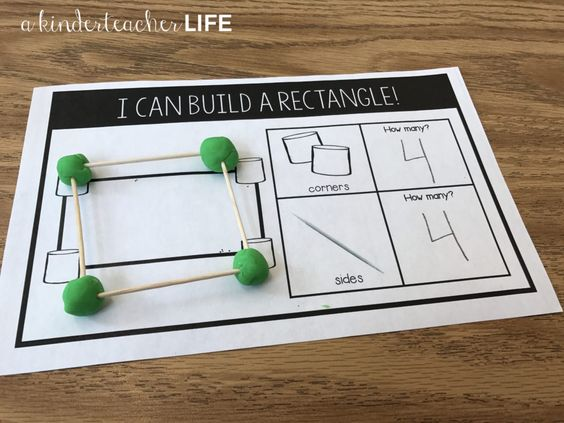 a kinderteacher LIFE
I CAN BUILD A RECTANGLE!
corners
How many?
4
sides
How many?
4